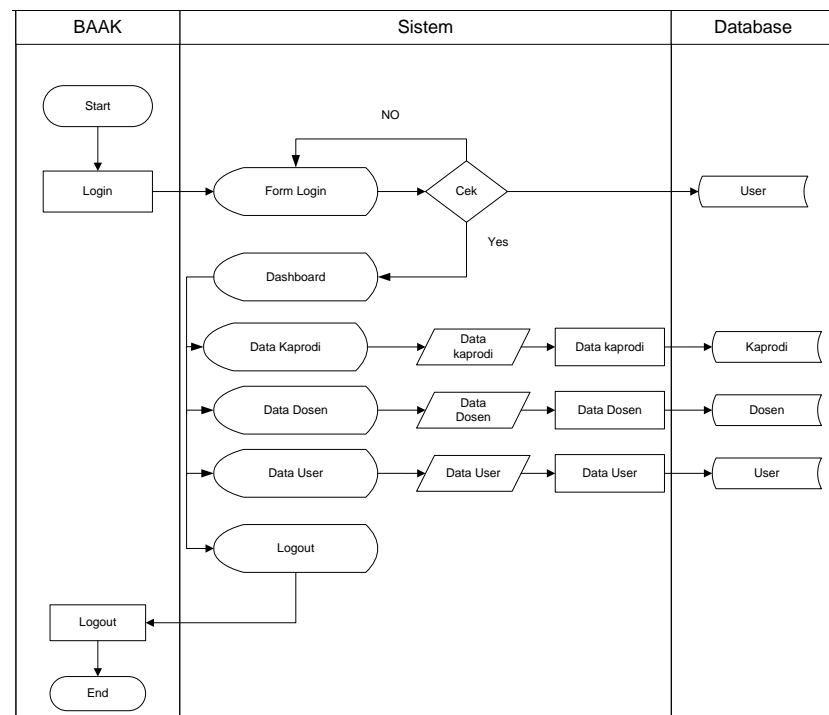 BAAK
Sistem
Database
Start
NO
Login
Form Login
Cek
User
Yes
Dashboard
Data Kaprodi
Data
kaprodi
Data kaprodi
Kaprodi
Data Dosen
Data
Dosen
Data Dosen
Dosen
Data User
Data User
Data User
User
Logout
Logout
End